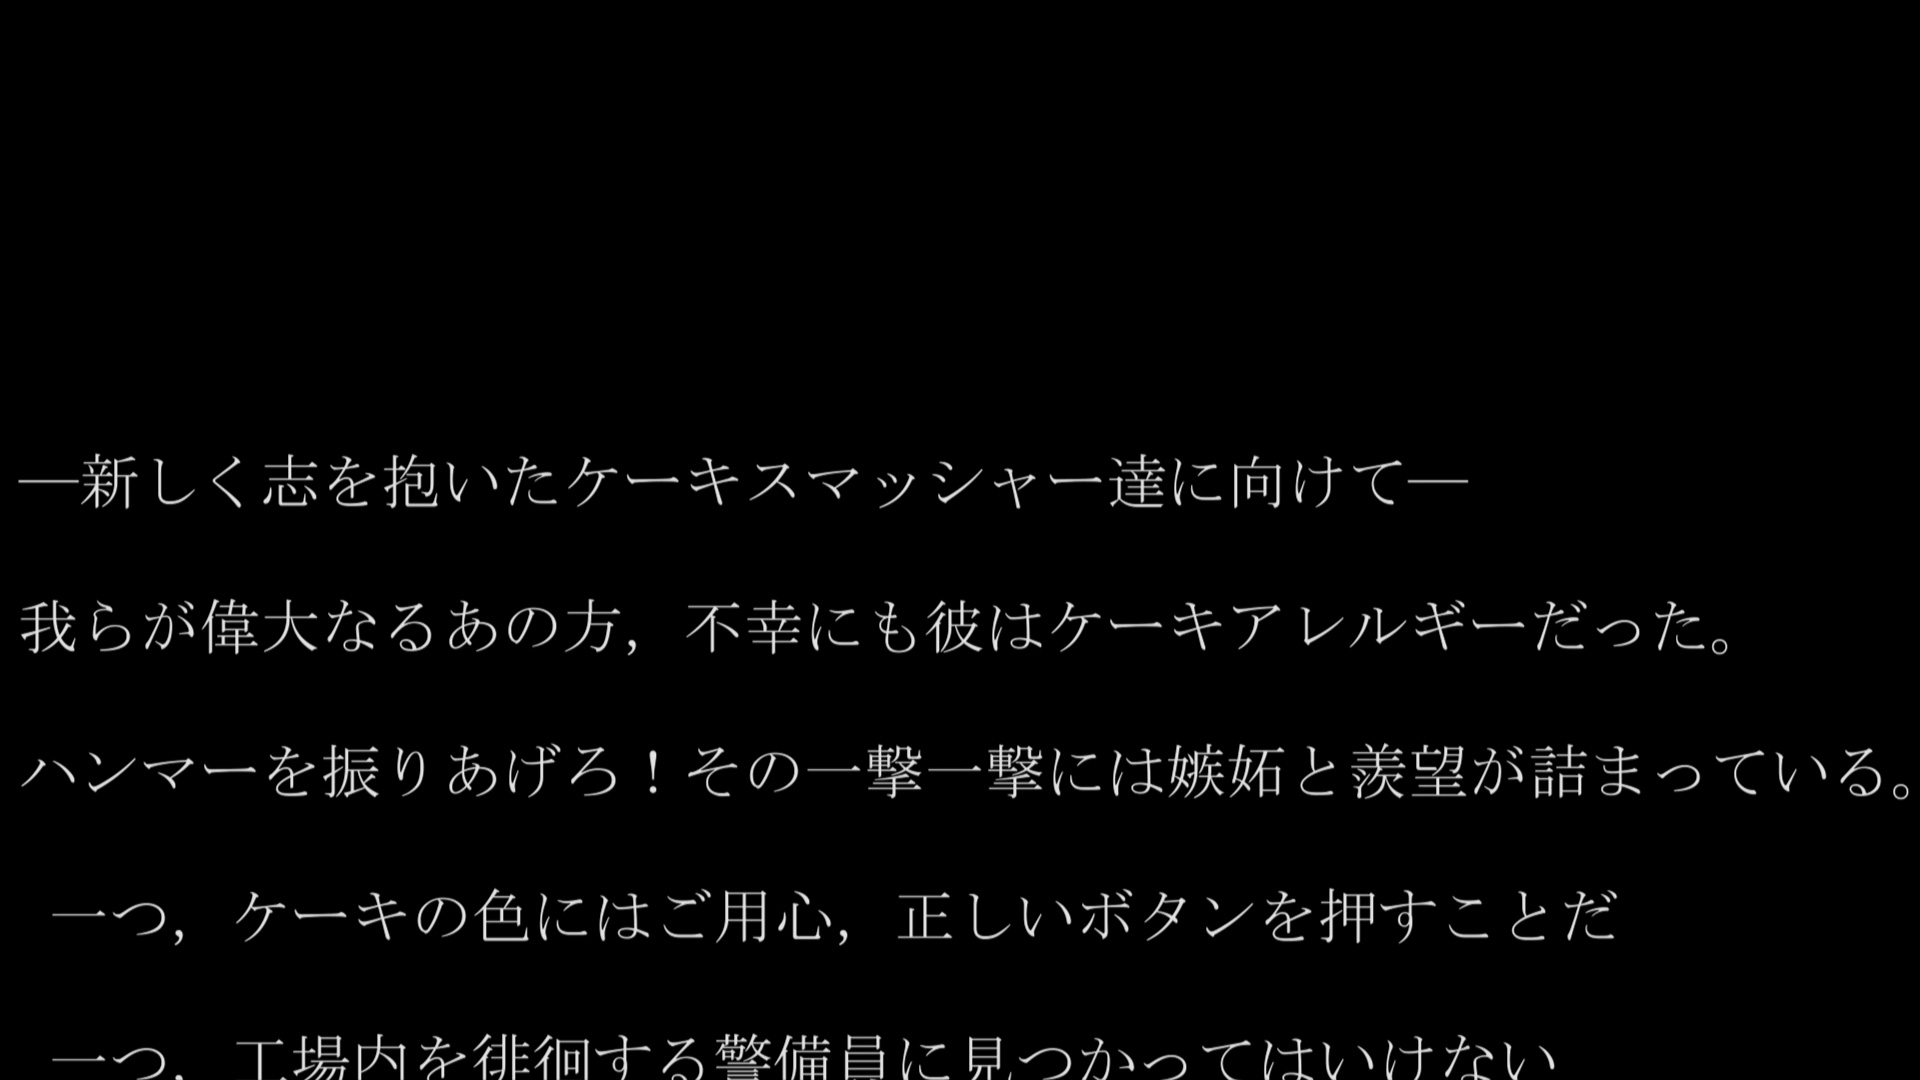 ―新しく志を抱いたケーキスマッシャー達に向けて―
我らが偉大なるあの方，不幸にも彼はケーキアレルギーだった。
ハンマーを振りあげろ！その一撃一撃には嫉妬と羨望が詰まっている。
一つ，ケーキの色にはご用心，正しいボタンを押すことだ
一つ，工場内を徘徊する警備員に見つかってはいけない